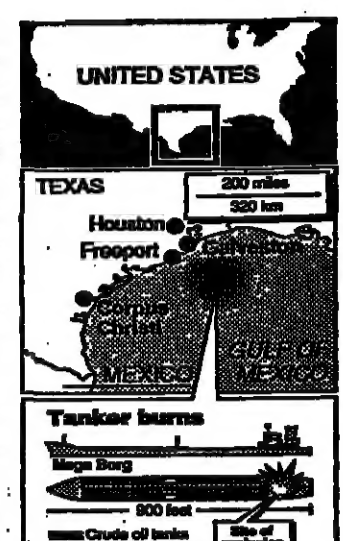 UNITED STATES
TEXAS
200 miles
320 km
Houston
Freeport
Galveston
Corpus
Christi
GULF OF
MEXICO
MEXICO
Tanker burns
Mega Borg
900 feet
Crude oil tanks
Site of